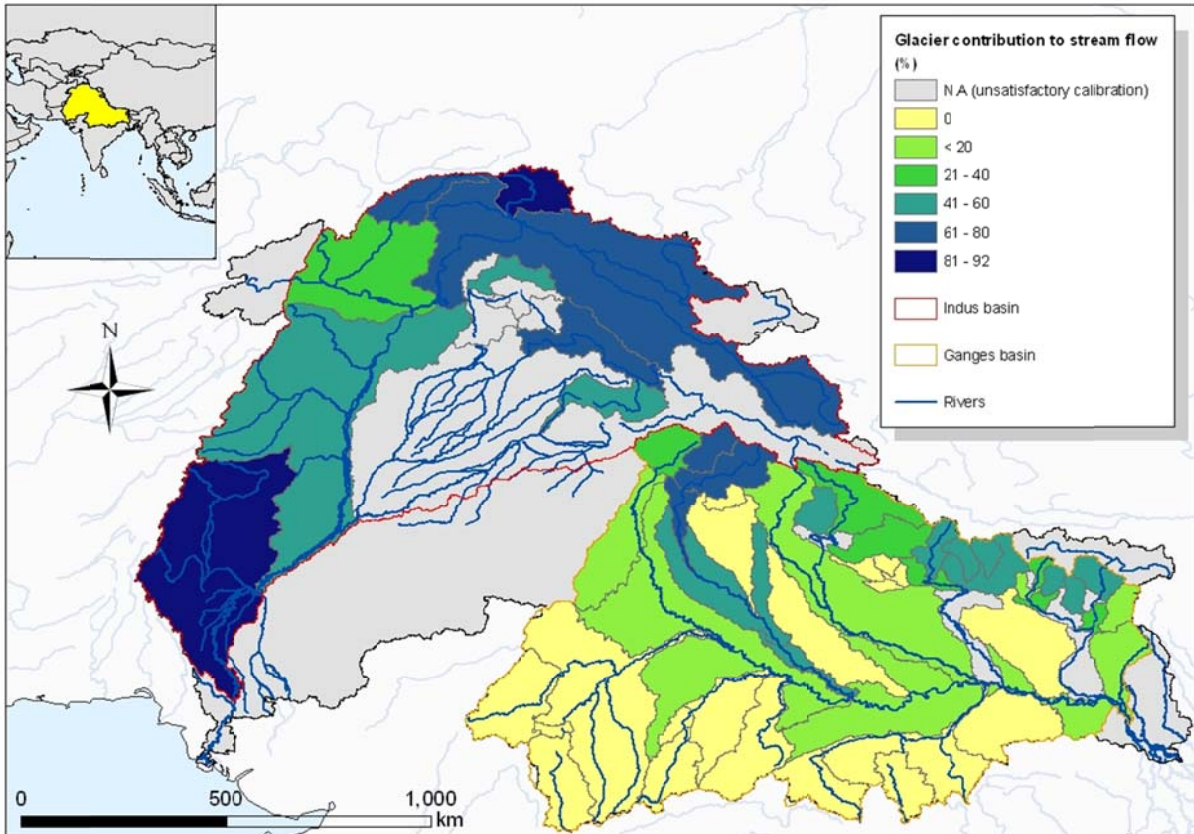 Glacier contribution to stream flow
(%)
N A (unsatisfactory calibration)
0
< 20
21 - 40
41 - 60
61 - 80
81 - 92
Indus basin
Ganges basin
Rivers
N
0 500 1,000
km